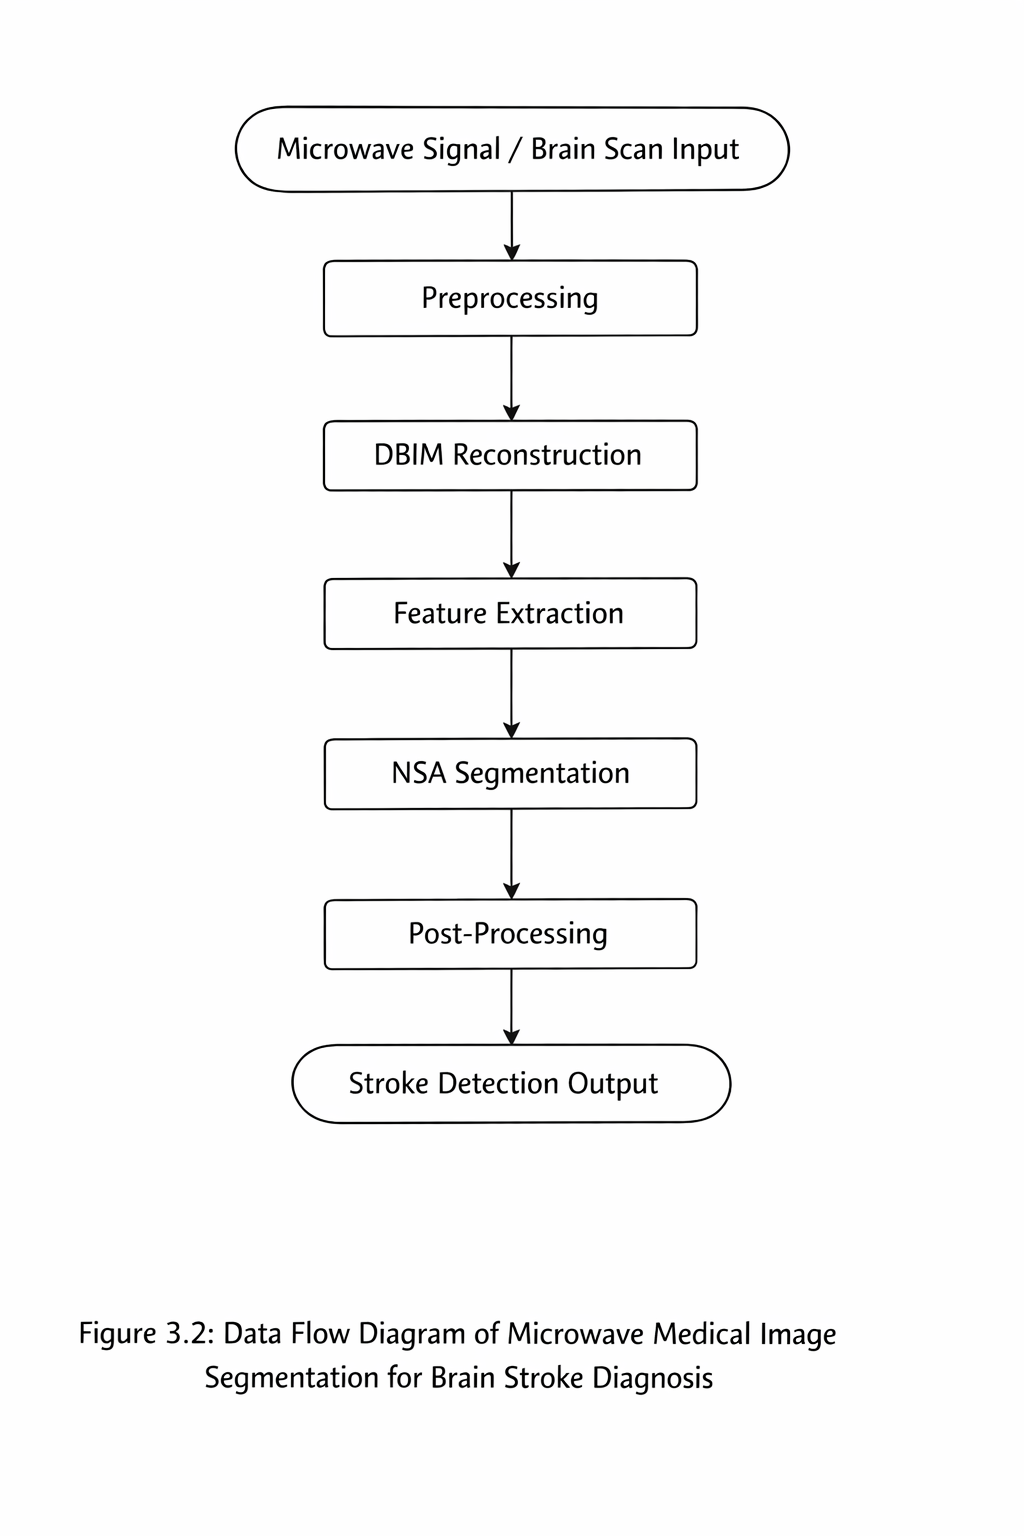 Microwave Signal / Brain Scan Input
Preprocessing
DBIM Reconstruction
Feature Extraction
NSA Segmentation
Post-Processing
Stroke Detection Output
Figure 3.2: Data Flow Diagram of Microwave Medical Image
Segmentation for Brain Stroke Diagnosis